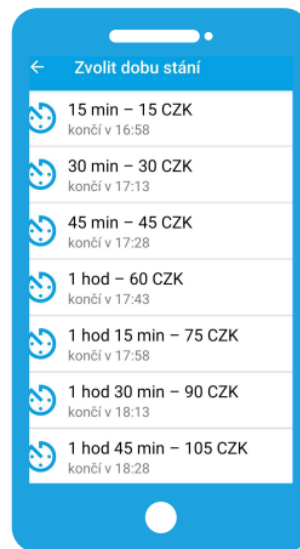 Zvolit dobu stání
15 min – 15 CZK
končí v 16:58
30 min – 30 CZK
končí v 17:13
45 min – 45 CZK
končí v 17:28
1 hod – 60 CZK
končí v 17:43
1 hod 15 min – 75 CZK
končí v 17:58
1 hod 30 min – 90 CZK
končí v 18:13
1 hod 45 min – 105 CZK
končí v 18:28